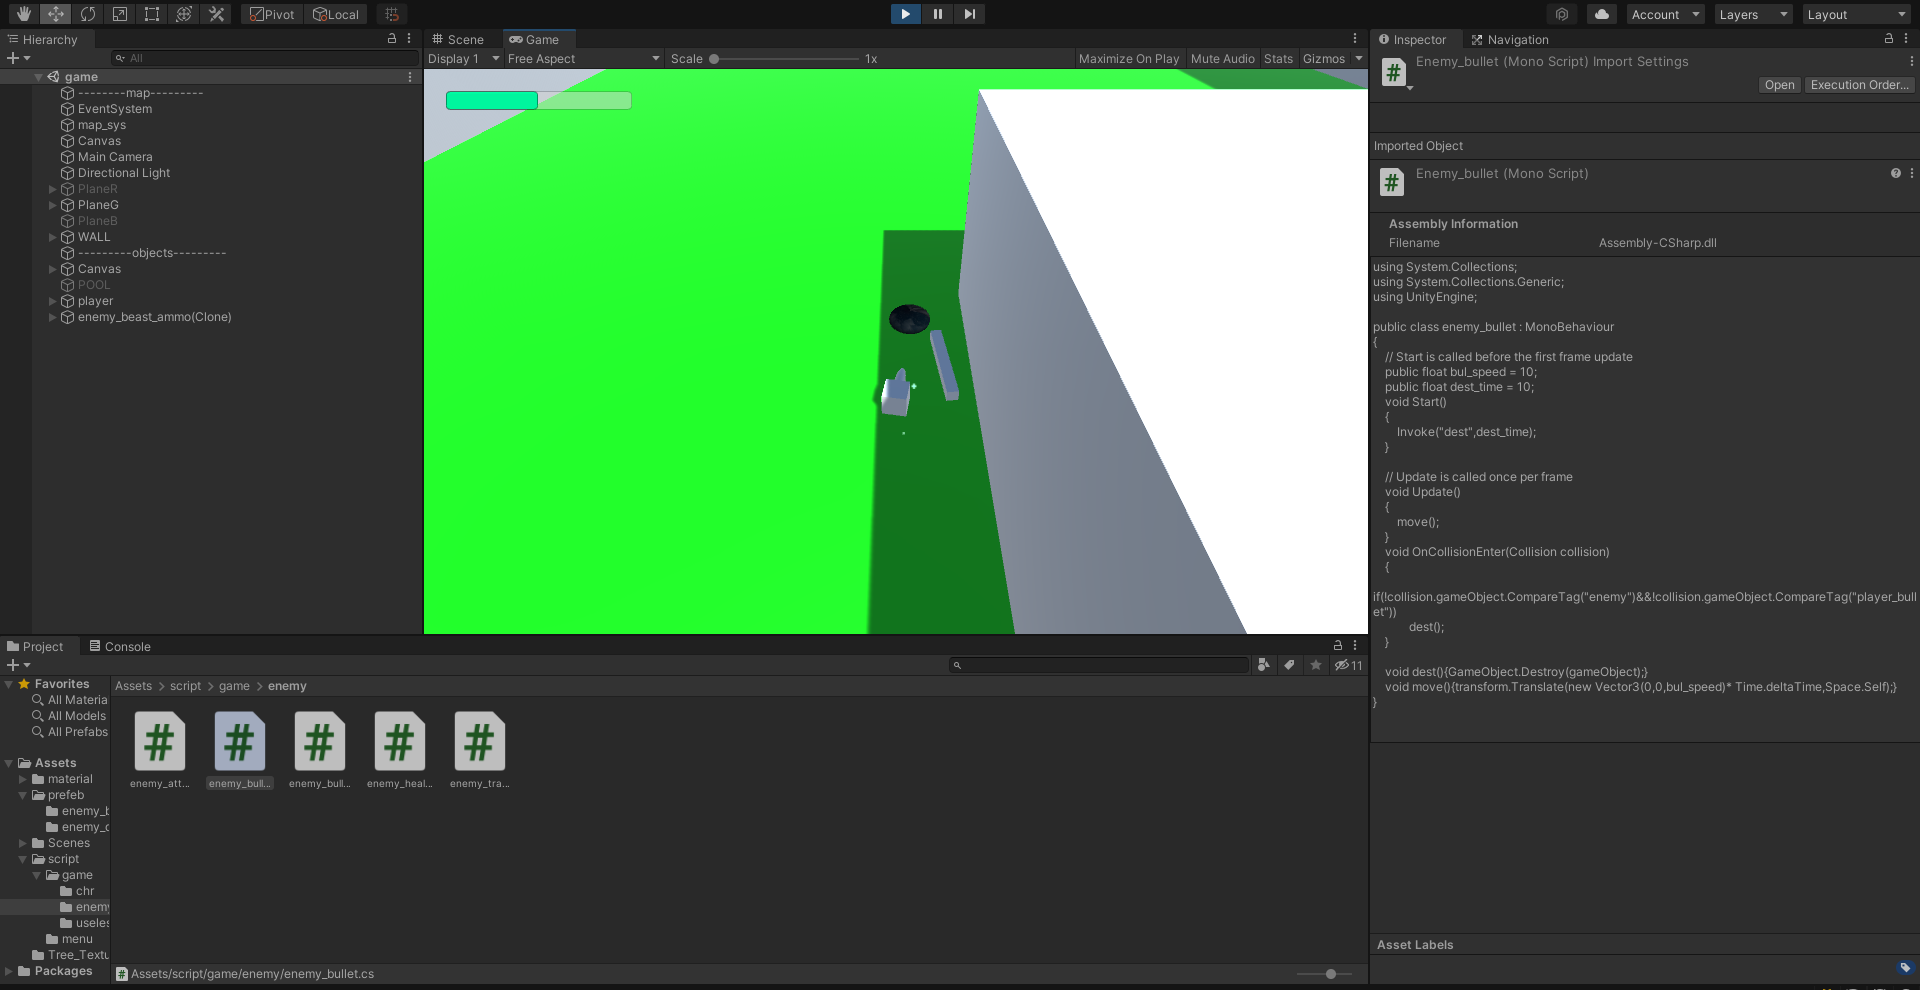 Pivot
Local
Account
Layers
Layout
Hierarchy
All
game
--------map---------
EventSystem
map_sys
Canvas
Main Camera
Directional Light
PlaneR
PlaneG
PlaneB
WALL
---------objects---------
Canvas
POOL
player
enemy_beast_ammo(Clone)
Scene
Game
Display 1
Free Aspect
Scale
1x
Maximize On Play
Mute Audio
Stats
Gizmos
Inspector
Navigation
Enemy_bullet (Mono Script) Import Settings
Open
Execution Order...
Imported Object
Enemy_bullet (Mono Script)
Assembly Information
Filename
Assembly-CSharp.dll
using System.Collections;
using System.Collections.Generic;
using UnityEngine;
public class enemy_bullet : MonoBehaviour
{
// Start is called before the first frame update
public float bul_speed = 10;
public float dest_time = 10;
void Start()
{
Invoke("dest",dest_time);
}
// Update is called once per frame
void Update()
{
move();
}
void OnCollisionEnter(Collision collision)
{
if(!collision.gameObject.CompareTag("enemy")&&!collision.gameObject.CompareTag("player_bull
et"))
dest();
}
void dest(){GameObject.Destroy(gameObject);}
void move(){transform.Translate(new Vector3(0,0,bul_speed)* Time.deltaTime,Space.Self);}
}
Asset Labels
Project
Console
11
Favorites
All Materia
All Models
All Prefabs
Assets
material
prefeb
enemy_b
enemy_c
Scenes
script
game
chr
enemy
useles
menu
Tree_Textu
Packages
Assets > script > game > enemy
enemy_att...
enemy_bull...
enemy_bull...
enemy_heal...
enemy_tra...
Assets/script/game/enemy/enemy_bullet.cs